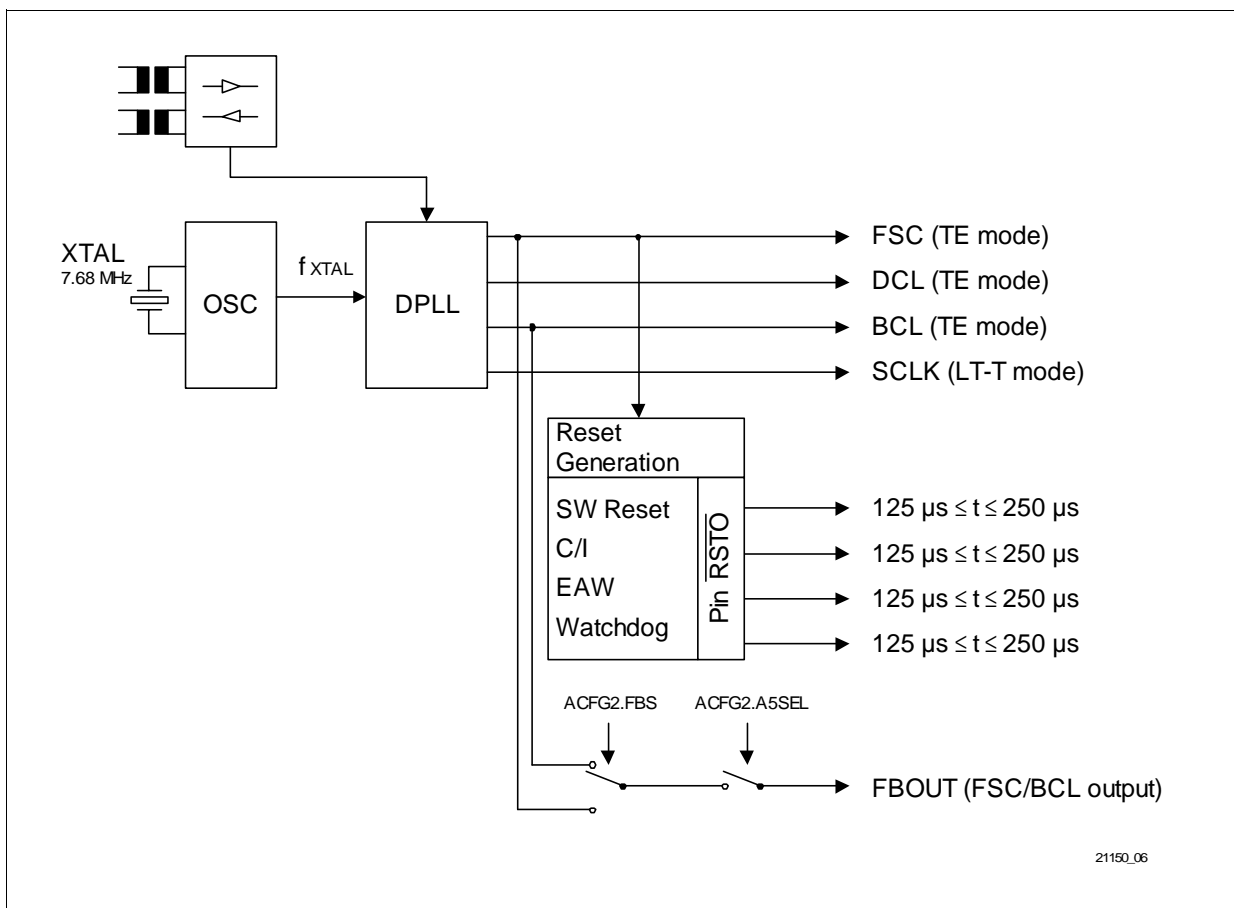 XTAL
7.68 MHz
OSC
f XTAL
DPLL
FSC (TE mode)
DCL (TE mode)
BCL (TE mode)
SCLK (LT-T mode)
Reset
Generation
SW Reset
C/I
EAW
Watchdog
Pin RSTO
125 µs ≤ t ≤ 250 µs
125 µs ≤ t ≤ 250 µs
125 µs ≤ t ≤ 250 µs
125 µs ≤ t ≤ 250 µs
ACFG2.FBS
ACFG2.A5SEL
FBOUT (FSC/BCL output)
21150_06